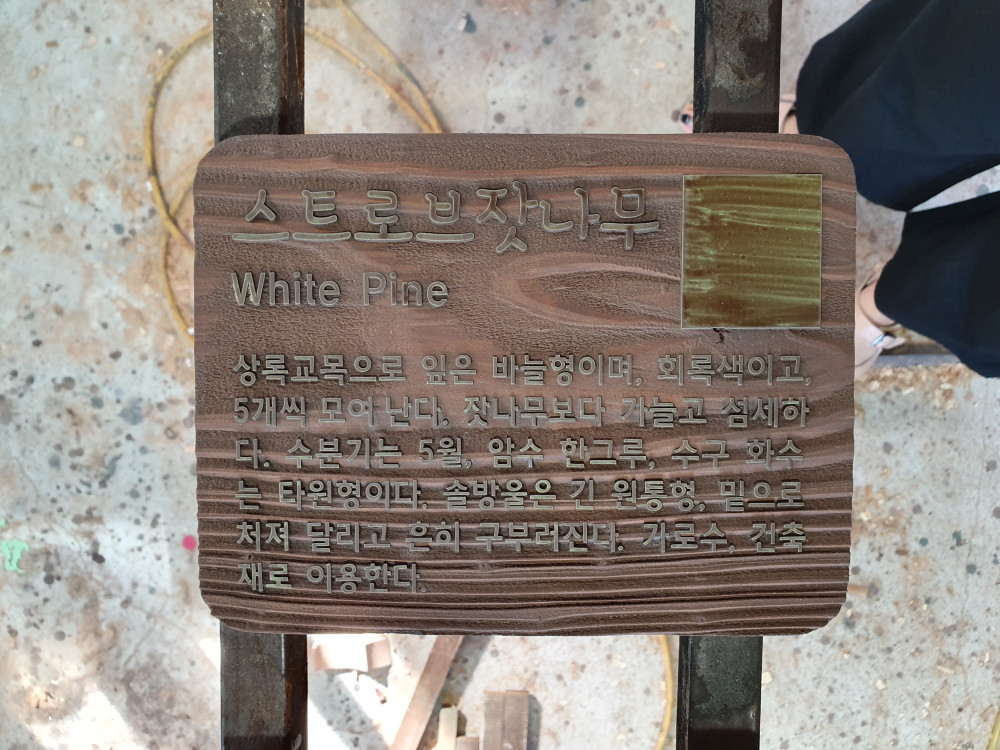 스트로브잣나무
White Pine
상록교목으로 잎은 바늘형이며, 회록색이고,
5개씩 모여 난다. 잣나무보다 가늘고 섬세하
다. 수분기는 5월, 암수 한그루, 수구 화수
는 타원형이다. 솔방울은 긴 원통형, 밑으로
처져 달리고 흔히 구부러진다. 가로수, 건축
재로 이용한다.